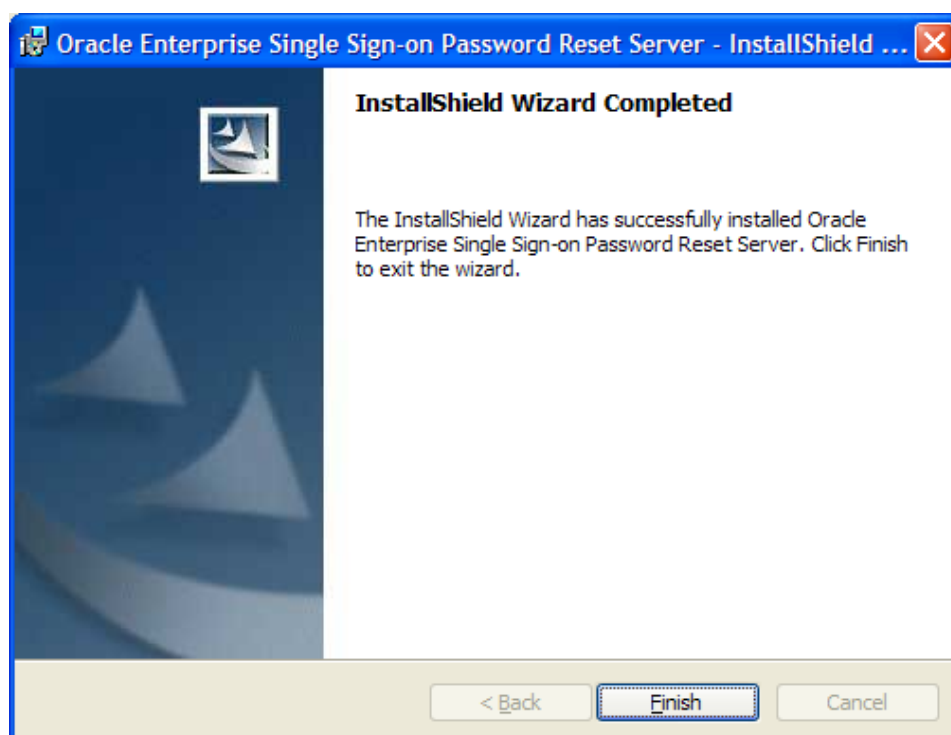 Oracle Enterprise Single Sign-on Password Reset Server - InstallShield ...
InstallShield Wizard Completed
The InstallShield Wizard has successfully installed Oracle
Enterprise Single Sign-on Password Reset Server. Click Finish
to exit the wizard.
< Back
Finish
Cancel